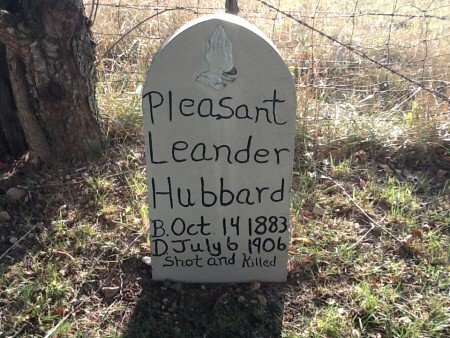 Pleasant
Leander
Hubbard
B. Oct. 14 1883
D July 6 1906
Shot and Killed